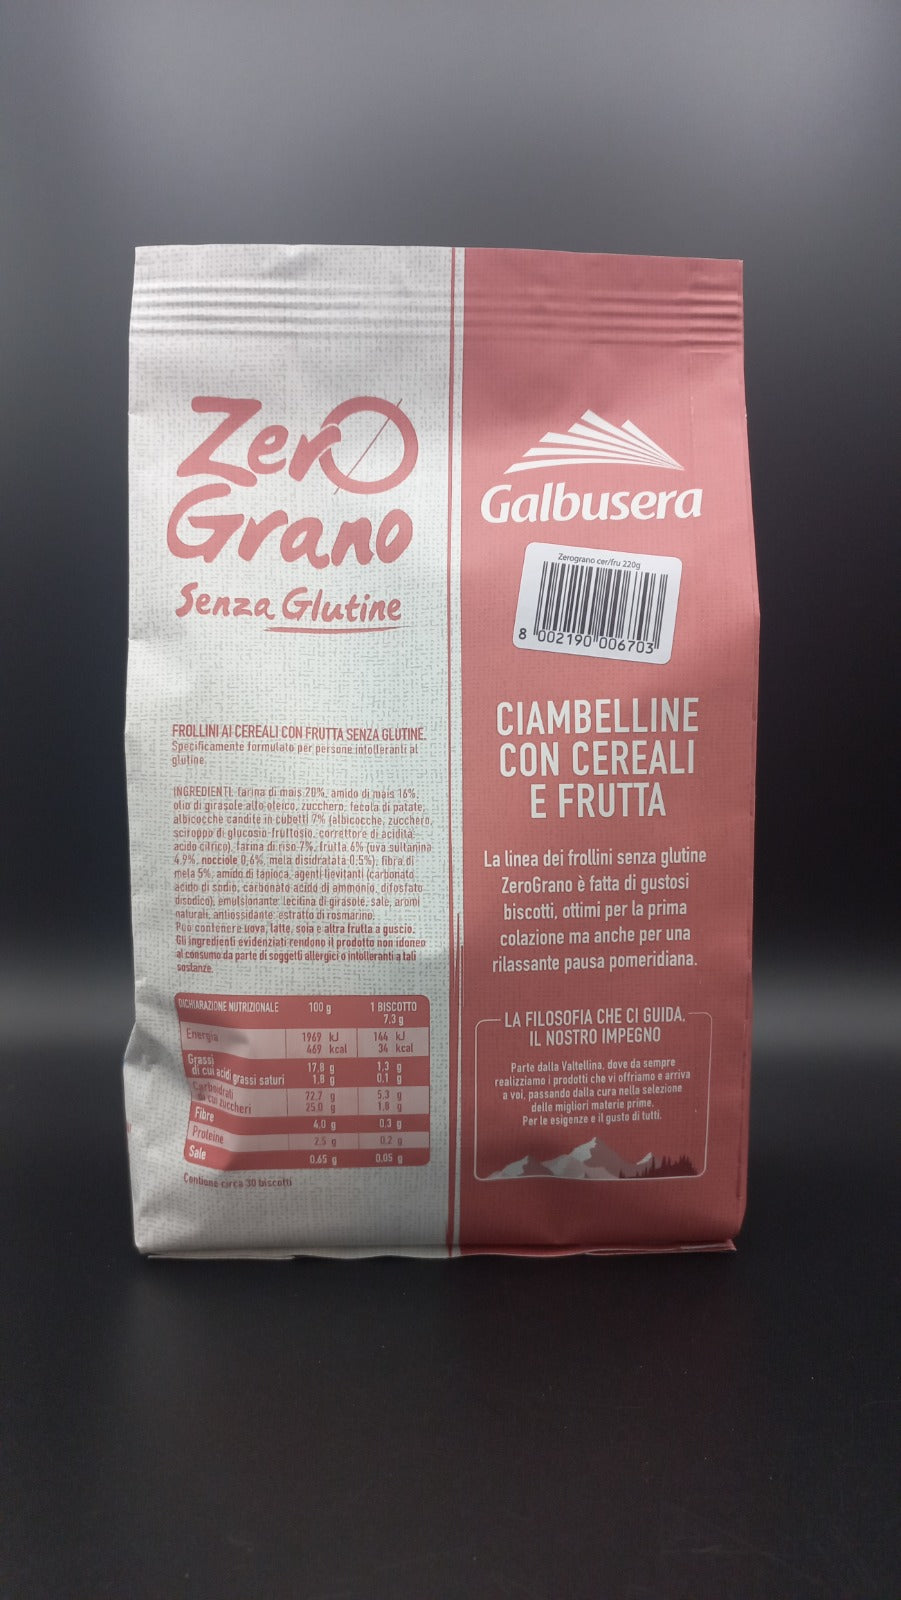 Zero
Grano
Senza Glutine
FROLLINI AI CEREALI CON FRUTTA SENZA GLUTINE.
Specificamente formulato per persone intolleranti al
glutine.
INGREDIENTI: farina di mais 20%, amido di mais 16%,
olio di girasole alto oleico, zucchero, fecola di patate,
albicocche candite in cubetti 7% (albicocche, zucchero,
sciroppo di glucosio-fruttosio, correttore di acidità:
acido citrico), farina di riso 7%, frutta 6% (uva sultanina
4,9%, nocciole 0,6%, mela disidratata 0,5%), fibra di
mela 5%, amido di tapioca, agenti lievitanti (carbonato
acido di sodio, carbonato acido di ammonio, difosfato
disodico), emulsionante: lecitina di girasole, sale, aromi
naturali, antiossidante: estratto di rosmarino.
Può contenere uova, latte, soia e altra frutta a guscio.
Gli ingredienti evidenziati rendono il prodotto non idoneo
al consumo da parte di soggetti allergici o intolleranti a tali
sostanze.
DICHIARAZIONE NUTRIZIONALE 100 g 1 BISCOTTO
7,3 g
Energia 1969 kJ 144 kJ
469 kcal 34 kcal
Grassi 17,8 g 1,3 g
di cui acidi grassi saturi 1,8 g 0,1 g
Carboidrati 72,7 g 5,3 g
di cui zuccheri 25,0 g 1,8 g
Fibre 4,0 g 0,3 g
Proteine 2,5 g 0,2 g
Sale 0,65 g 0,05 g
Contiene circa 30 biscotti
Galbusera
Zerograno cer/fru 220g
8 002190 006703
CIAMBELLINE
CON CEREALI
E FRUTTA
La linea dei frollini senza glutine
ZeroGrano è fatta di gustosi
biscotti, ottimi per la prima
colazione ma anche per una
rilassante pausa pomeridiana.
LA FILOSOFIA CHE CI GUIDA,
IL NOSTRO IMPEGNO
Parte dalla Valtellina, dove da sempre
realizziamo i prodotti che vi offriamo e arriva
a voi, passando dalla cura nella selezione
delle migliori materie prime.
Per le esigenze e il gusto di tutti.